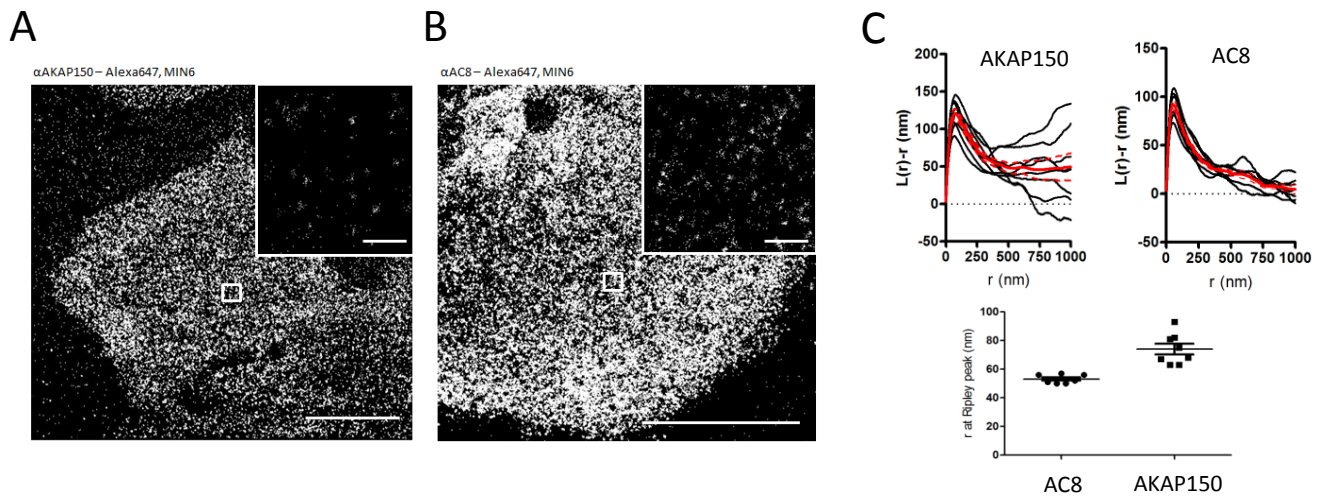 A
αAKAP150 – Alexa647, MIN6
B
αAC8 – Alexa647, MIN6
C
AKAP150
L(r)-r (nm)
200
150
100
50
0
-50
0 250 500 750 1000
r (nm)
AC8
L(r)-r (nm)
150
100
50
0
-50
0 250 500 750 1000
r (nm)
r at Ripley peak (nm)
100
80
60
40
20
0
AC8 AKAP150